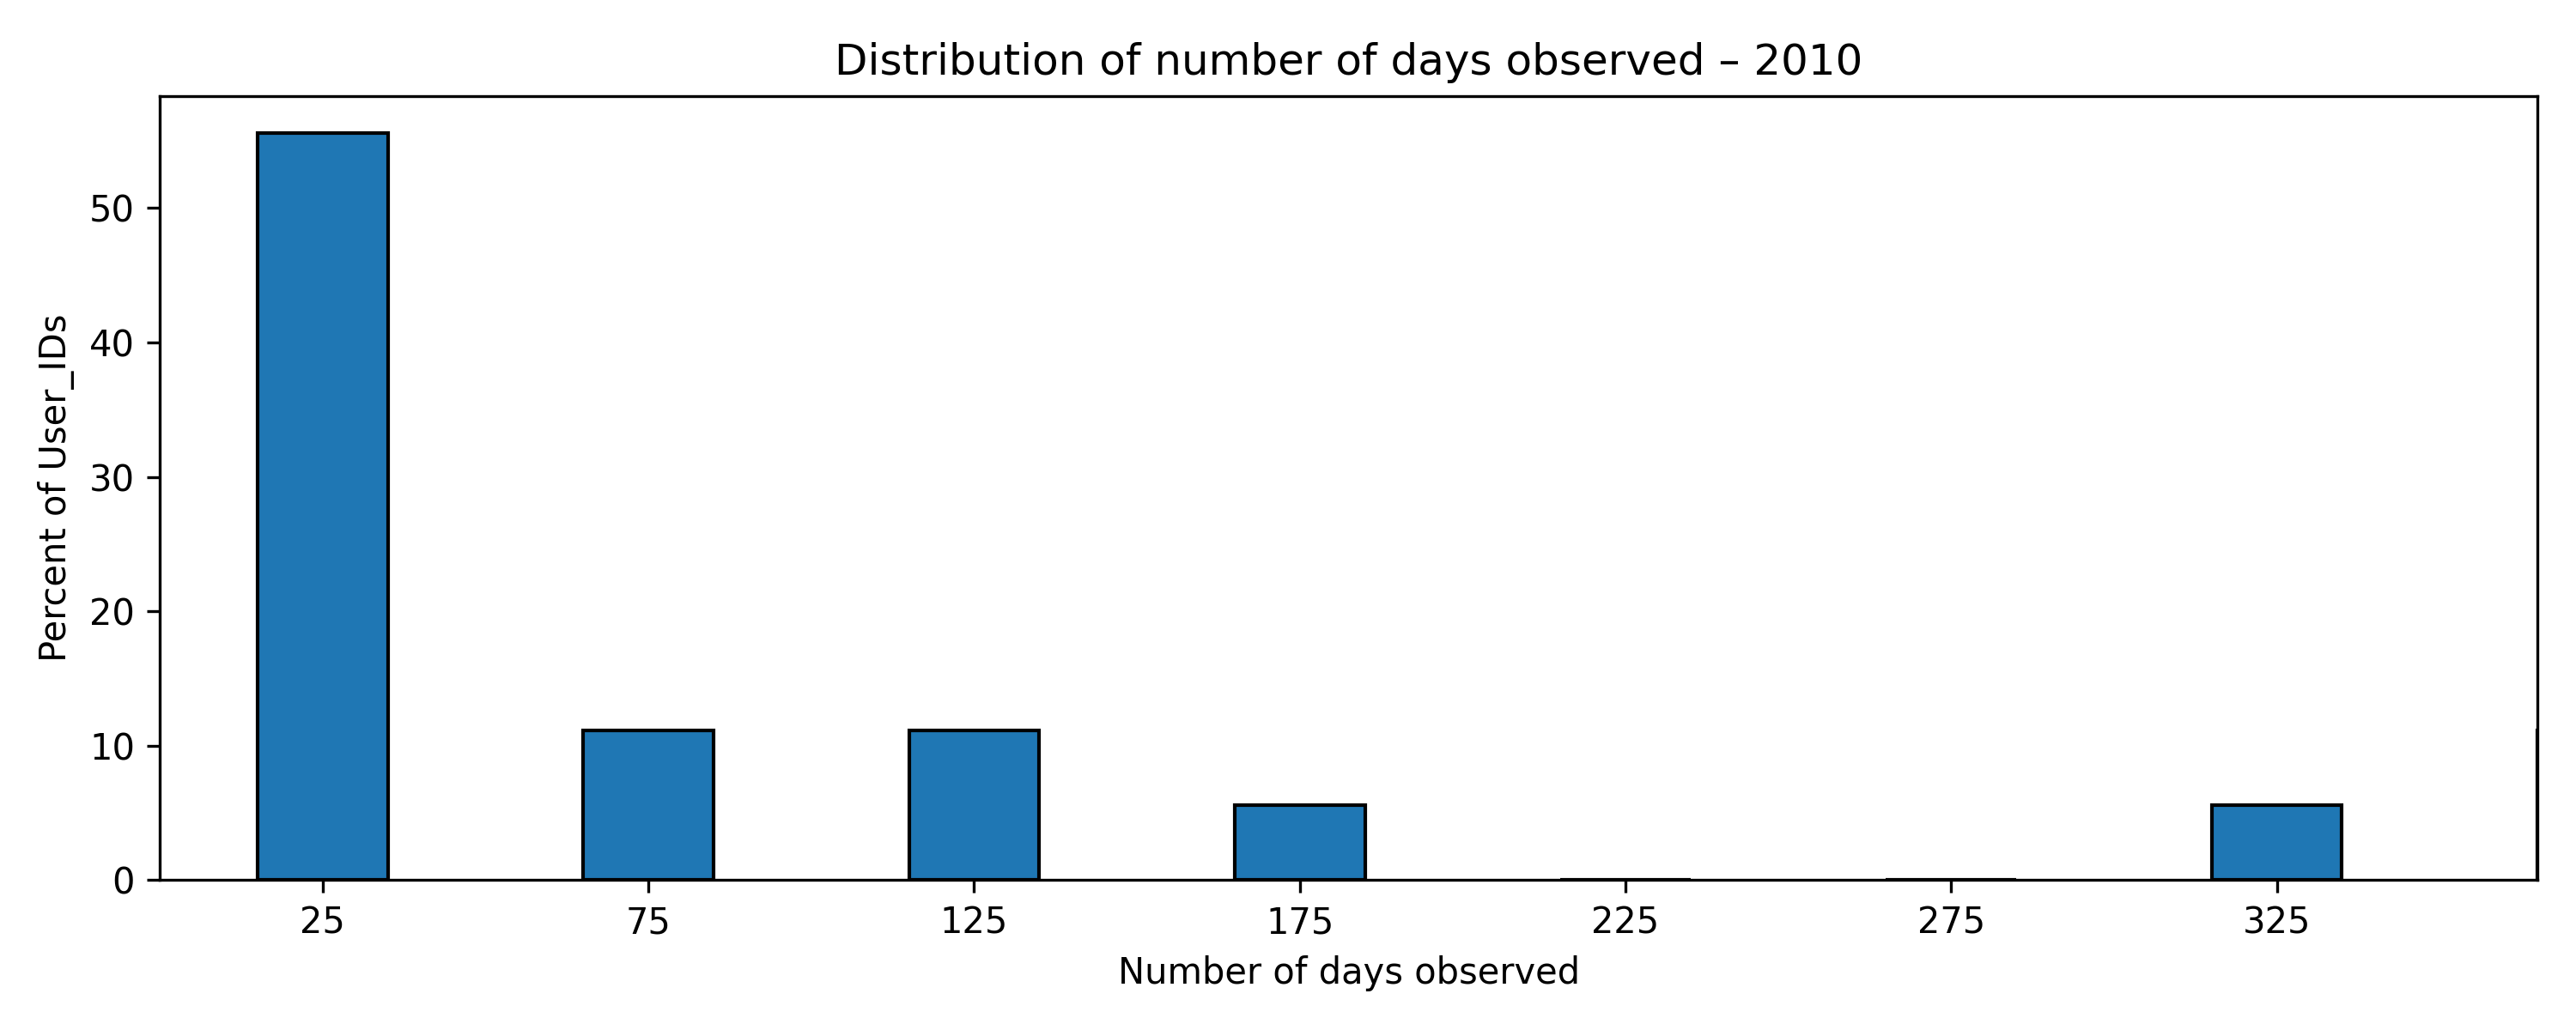 Distribution of number of days observed – 2010
Percent of User_IDs
50
40
30
20
10
0
25 75 125 175 225 275 325
Number of days observed